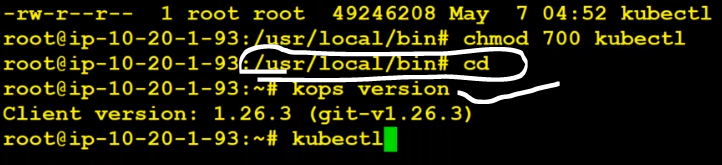 -rw-r--r--  1 root root  49246208 May  7 04:52 kubectl
root@ip-10-20-1-93:/usr/local/bin# chmod 700 kubectl
root@ip-10-20-1-93:/usr/local/bin# cd
root@ip-10-20-1-93:~# kops version
Client version: 1.26.3 (git-v1.26.3)
root@ip-10-20-1-93:~# kubectl